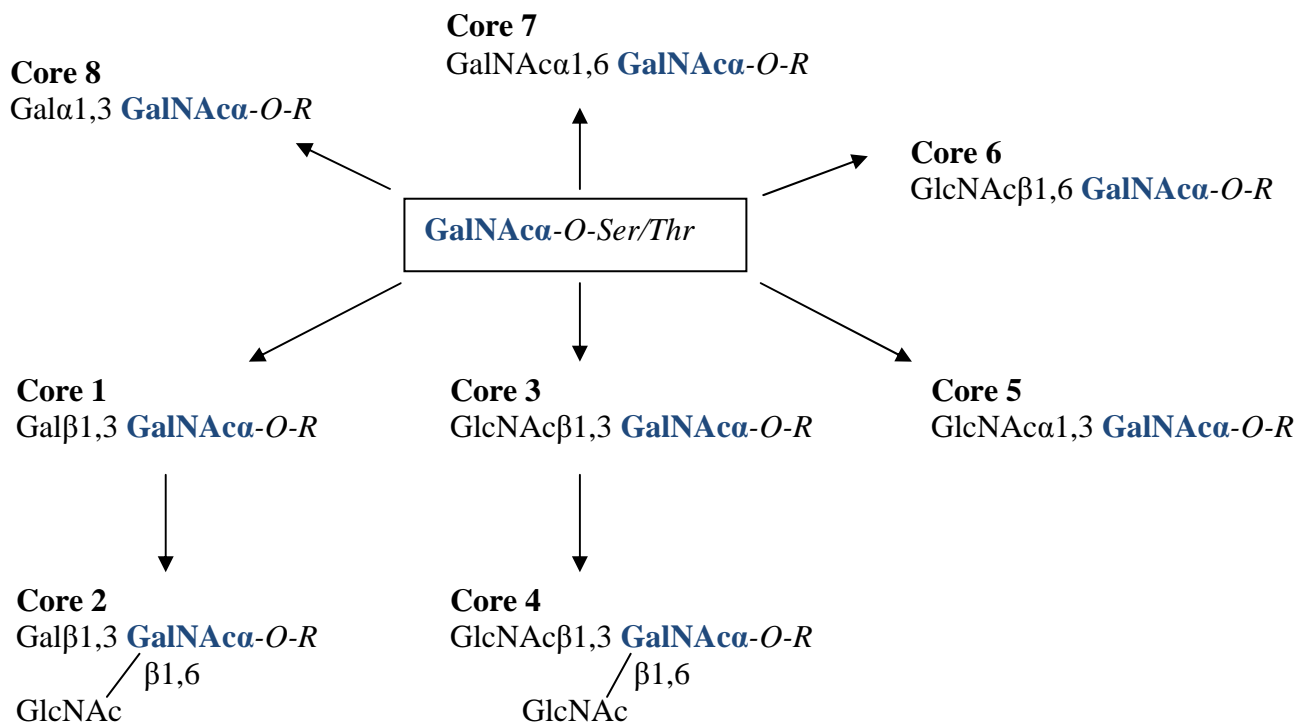 Core 7
GalNAcα1,6 GalNAcα-O-R
Core 8
Galα1,3 GalNAcα-O-R
Core 6
GlcNAcβ1,6 GalNAcα-O-R
GalNAcα-O-Ser/Thr
Core 1
Galβ1,3 GalNAcα-O-R
Core 3
GlcNAcβ1,3 GalNAcα-O-R
Core 5
GlcNAcα1,3 GalNAcα-O-R
Core 2
Galβ1,3 GalNAcα-O-R
β1,6
GlcNAc
Core 4
GlcNAcβ1,3 GalNAcα-O-R
β1,6
GlcNAc